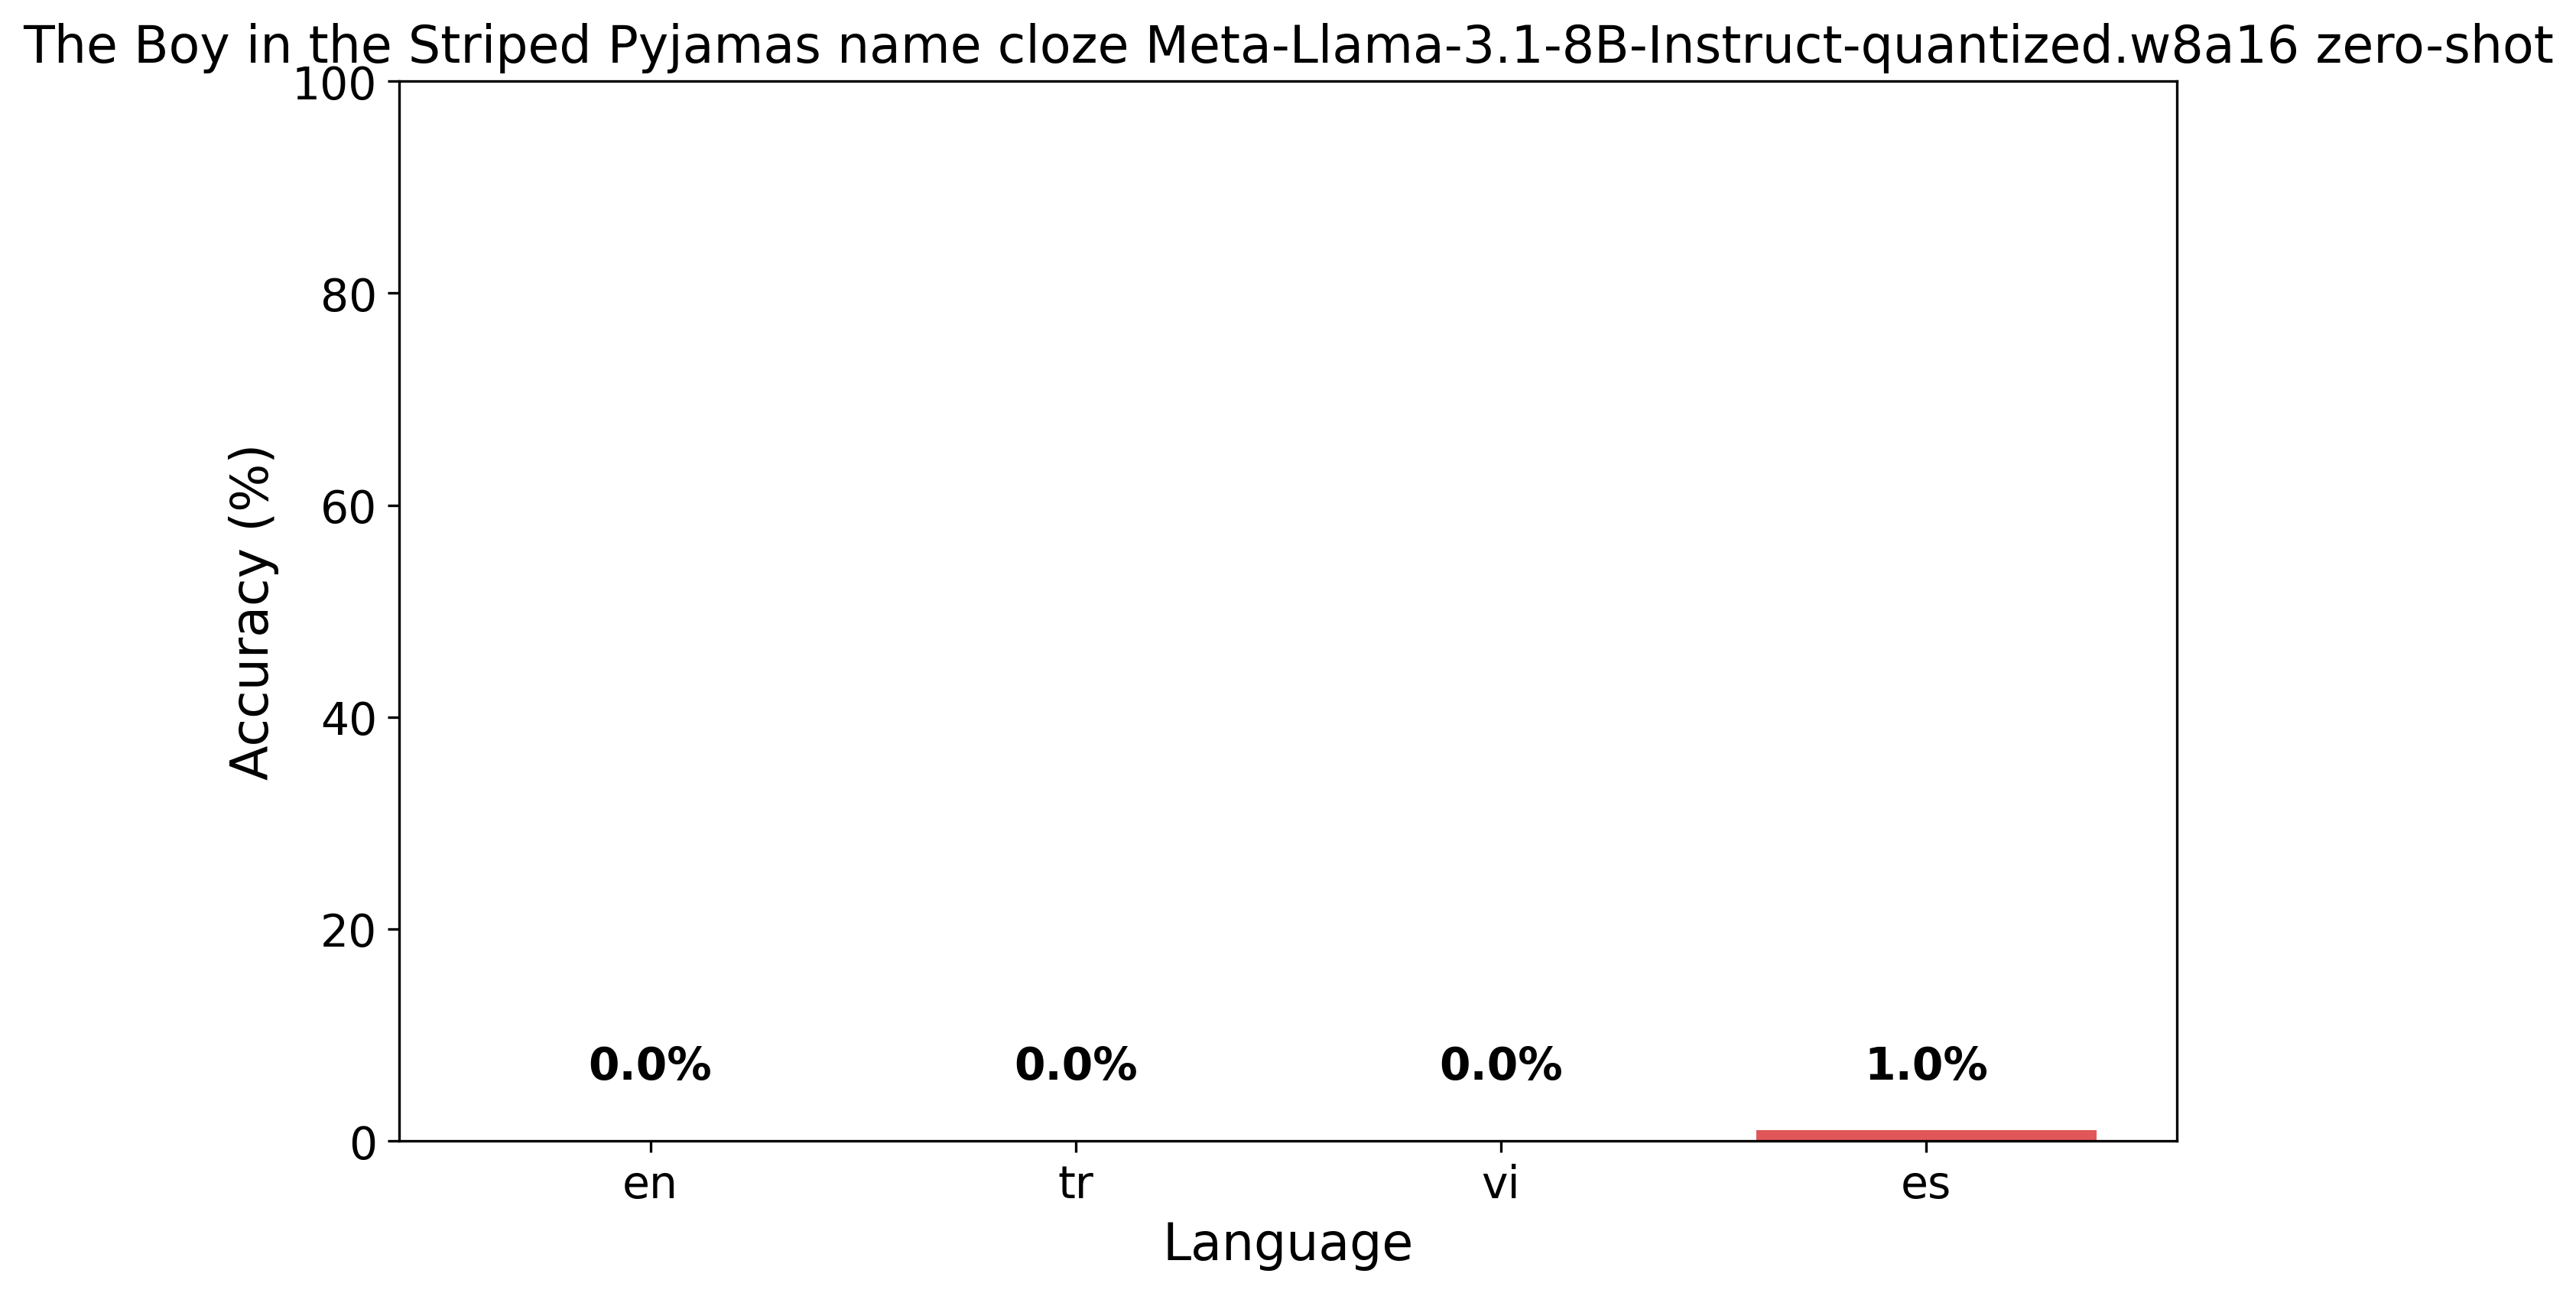 The Boy in the Striped Pyjamas name cloze Meta-Llama-3.1-8B-Instruct-quantized.w8a16 zero-shot
100
80
60
40
20
0
Accuracy (%)
0.0%
0.0%
0.0%
1.0%
en
tr
vi
es
Language